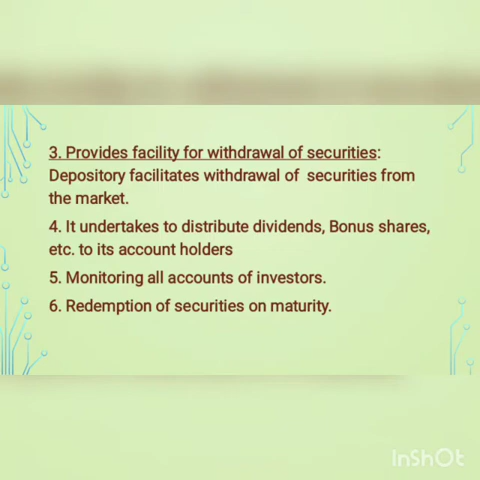 3. Provides facility for withdrawal of securities:
Depository facilitates withdrawal of securities from
the market.
4. It undertakes to distribute dividends, Bonus shares,
etc. to its account holders
5. Monitoring all accounts of investors.
6. Redemption of securities on maturity.
InShOt